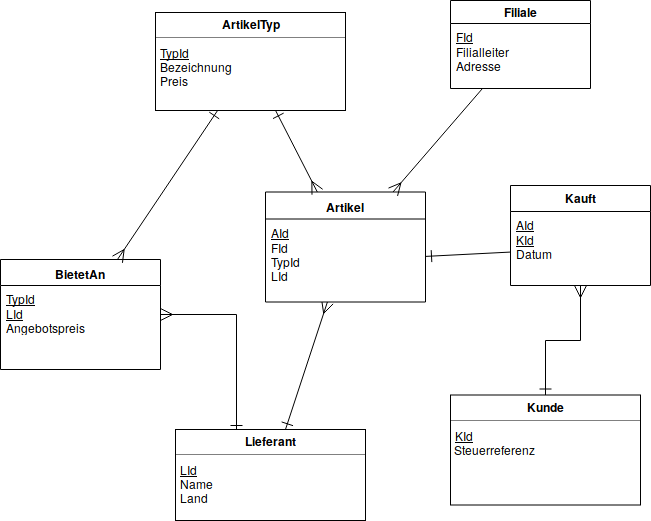 ArtikelTyp
TypId
Bezeichnung
Preis
Filiale
FId
Filialleiter
Adresse
Artikel
AId
FId
TypId
LId
Kauft
AId
KId
Datum
BietetAn
TypId
LId
Angebotspreis
Kunde
KId
Steuerreferenz
Lieferant
LId
Name
Land